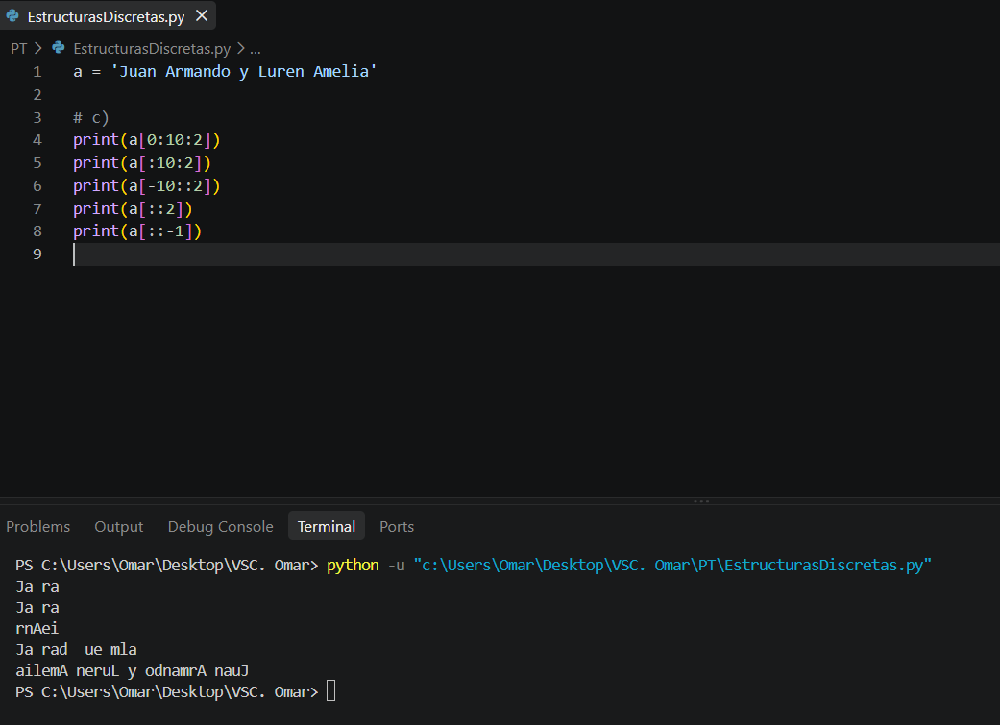 EstructurasDiscretas.py
PT > EstructurasDiscretas.py > ...
1 a = 'Juan Armando y Luren Amelia'
2
3 # c)
4 print(a[0:10:2])
5 print(a[:10:2])
6 print(a[-10::2])
7 print(a[::2])
8 print(a[::-1])
9
Problems Output Debug Console Terminal Ports
PS C:\Users\Omar\Desktop\VSC. Omar> python -u "c:\Users\Omar\Desktop\VSC. Omar\PT\EstructurasDiscretas.py"
Ja ra
Ja ra
rnAei
Ja rad  ue mla
ailemA neruL y odnamrA nauJ
PS C:\Users\Omar\Desktop\VSC. Omar>